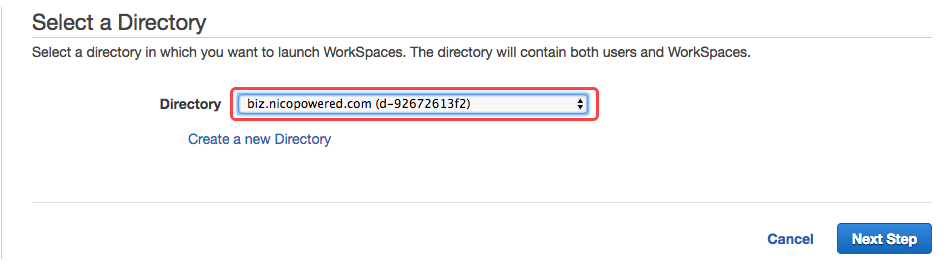 Select a Directory
Select a directory in which you want to launch WorkSpaces. The directory will contain both users and WorkSpaces.
Directory biz.nicopowered.com (d-92672613f2)
Create a new Directory
Cancel Next Step